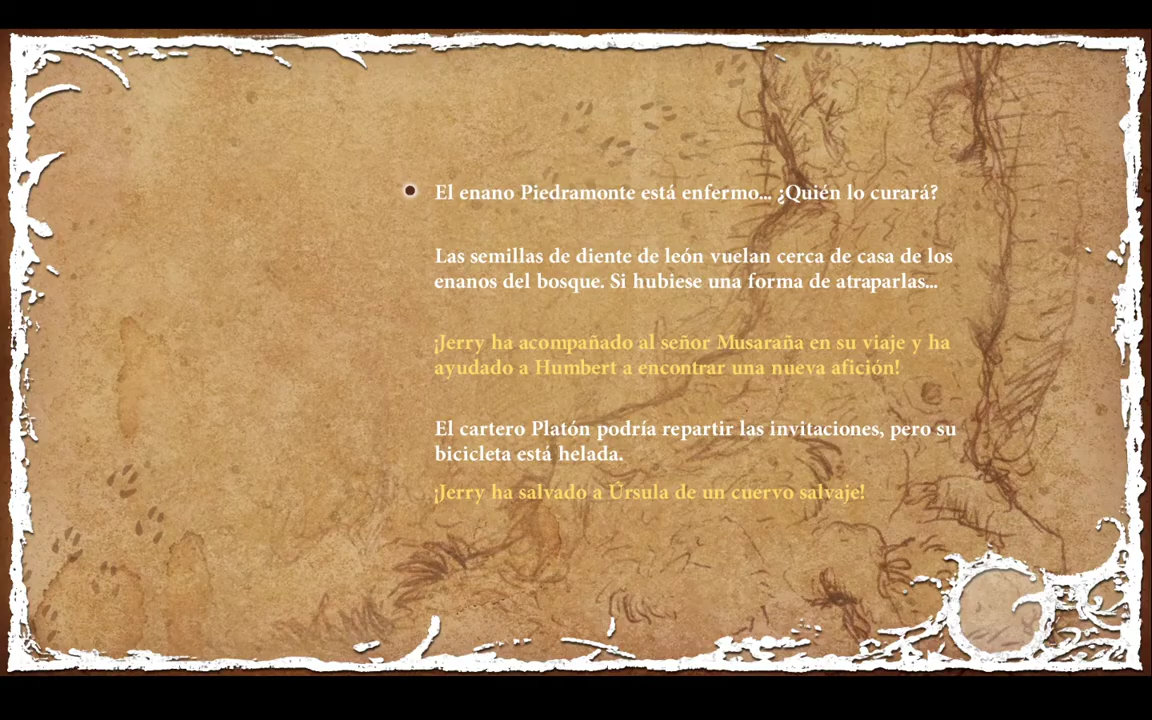 El enano Piedramonte está enfermo... ¿Quién lo curará?
Las semillas de diente de león vuelan cerca de casa de los
enanos del bosque. Si hubiese una forma de atraparlas...
¡Jerry ha acompañado al señor Musaraña en su viaje y ha
ayudado a Humbert a encontrar una nueva afición!
El cartero Platón podría repartir las invitaciones, pero su
bicicleta está helada.
¡Jerry ha salvado a Úrsula de un cuervo salvaje!